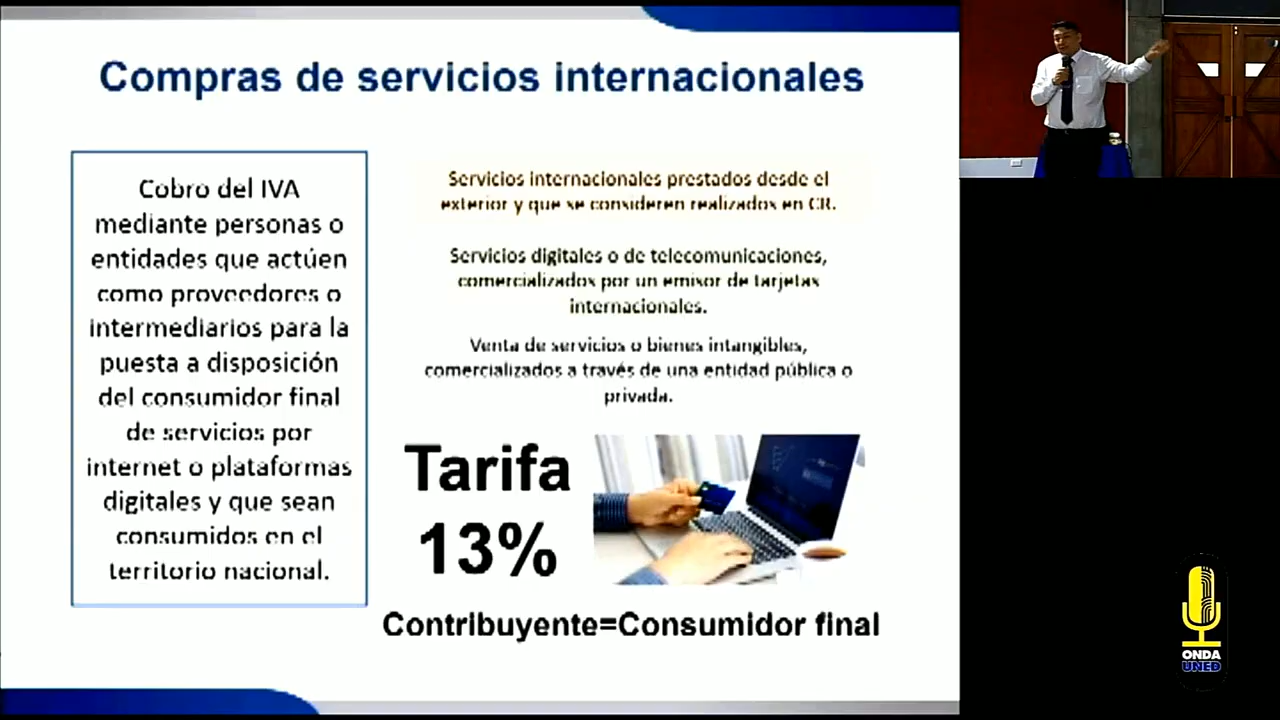 Compras de servicios internacionales
Cobro del IVA
mediante personas o
entidades que actúen
como proveedores o
intermediarios para la
puesta a disposición
del consumidor final
de servicios por
internet o plataformas
digitales y que sean
consumidos en el
territorio nacional.
Servicios internacionales prestados desde el
exterior y que se consideren realizados en CR.
Servicios digitales o de telecomunicaciones,
comercializados por un emisor de tarjetas
internacionales.
Venta de servicios o bienes intangibles,
comercializados a través de una entidad pública o
privada.
Tarifa
13%
Contribuyente=Consumidor final
ONDA
UNED